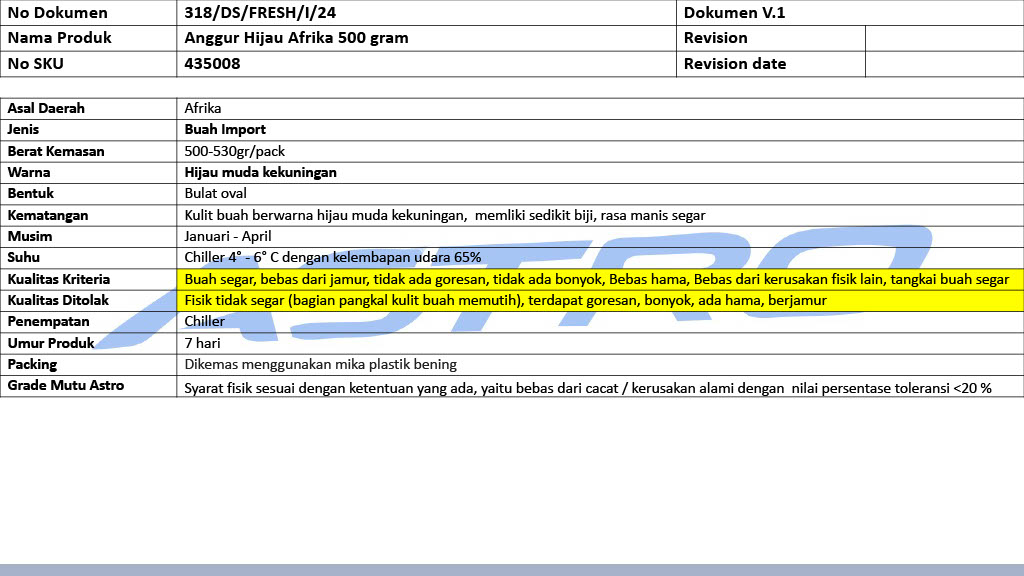 No Dokumen 318/DS/FRESH/I/24 Dokumen V.1
Nama Produk Anggur Hijau Afrika 500 gram Revision
No SKU 435008 Revision date
Asal Daerah Afrika
Jenis Buah Import
Berat Kemasan 500-530gr/pack
Warna Hijau muda kekuningan
Bentuk Bulat oval
Kematangan Kulit buah berwarna hijau muda kekuningan, memliki sedikit biji, rasa manis segar
Musim Januari - April
Suhu Chiller 4° - 6° C dengan kelembapan udara 65%
Kualitas Kriteria Buah segar, bebas dari jamur, tidak ada goresan, tidak ada bonyok, Bebas hama, Bebas dari kerusakan fisik lain, tangkai buah segar
Kualitas Ditolak Fisik tidak segar (bagian pangkal kulit buah memutih), terdapat goresan, bonyok, ada hama, berjamur
Penempatan Chiller
Umur Produk 7 hari
Packing Dikemas menggunakan mika plastik bening
Grade Mutu Astro Syarat fisik sesuai dengan ketentuan yang ada, yaitu bebas dari cacat / kerusakan alami dengan nilai persentase toleransi <20 %
ASTRO